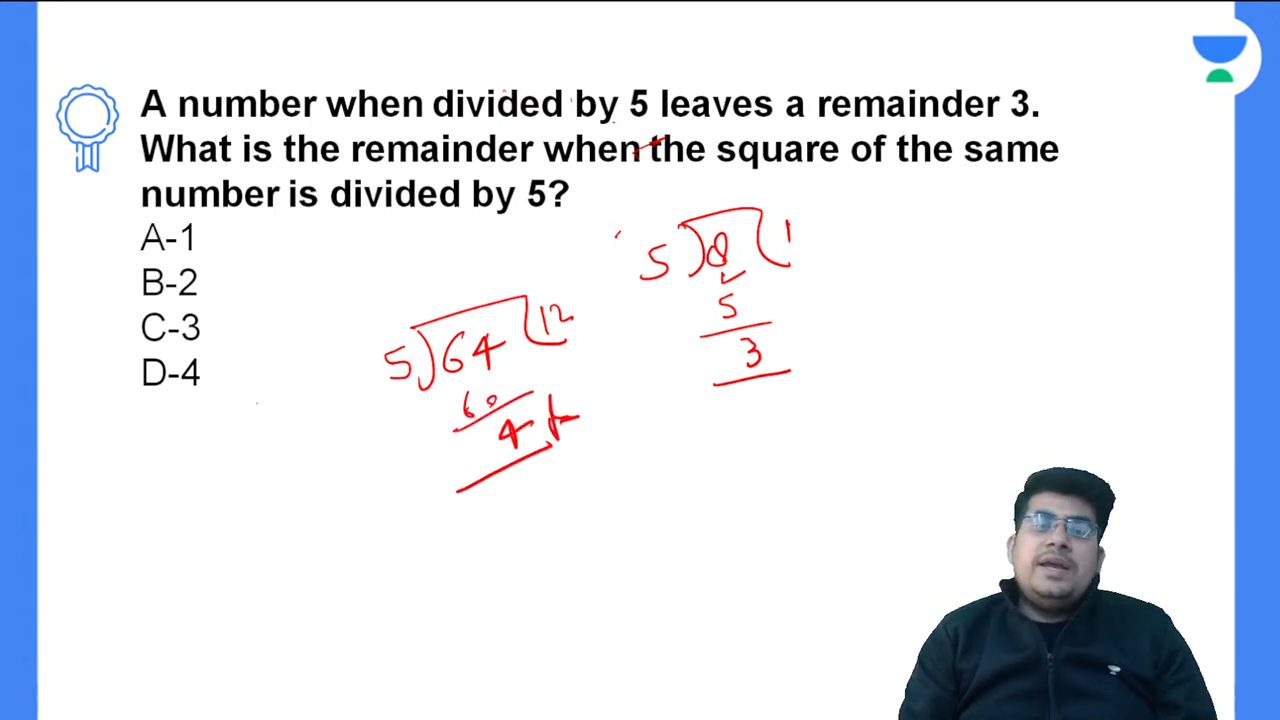 A number when divided by 5 leaves a remainder 3.
What is the remainder when the square of the same
number is divided by 5?
A-1
B-2
C-3
D-4
5)8(1
5
3
5)64(12
60
4